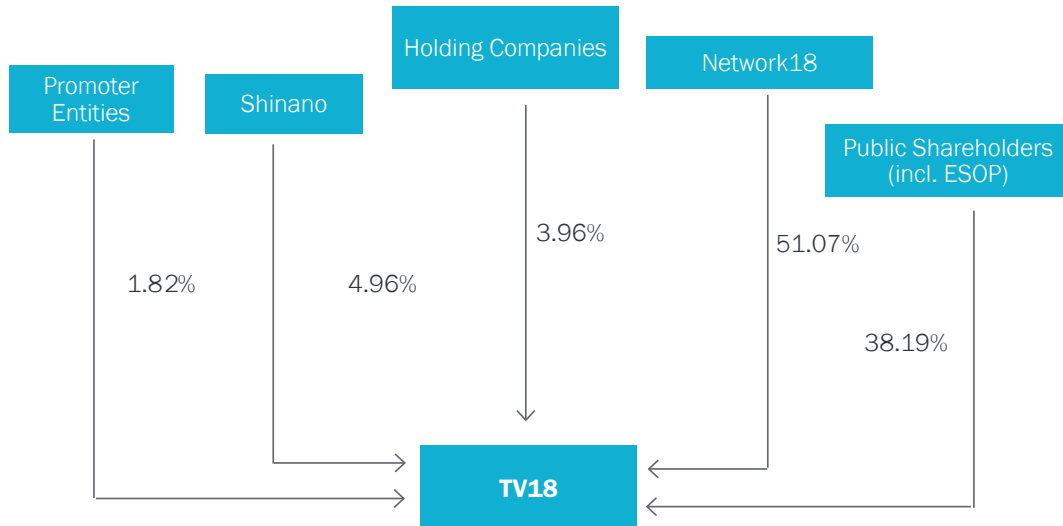 Holding Companies
Network18
Promoter
Entities
Shinano
Public Shareholders
(incl. ESOP)
3.96%
51.07%
1.82%
4.96%
38.19%
TV18